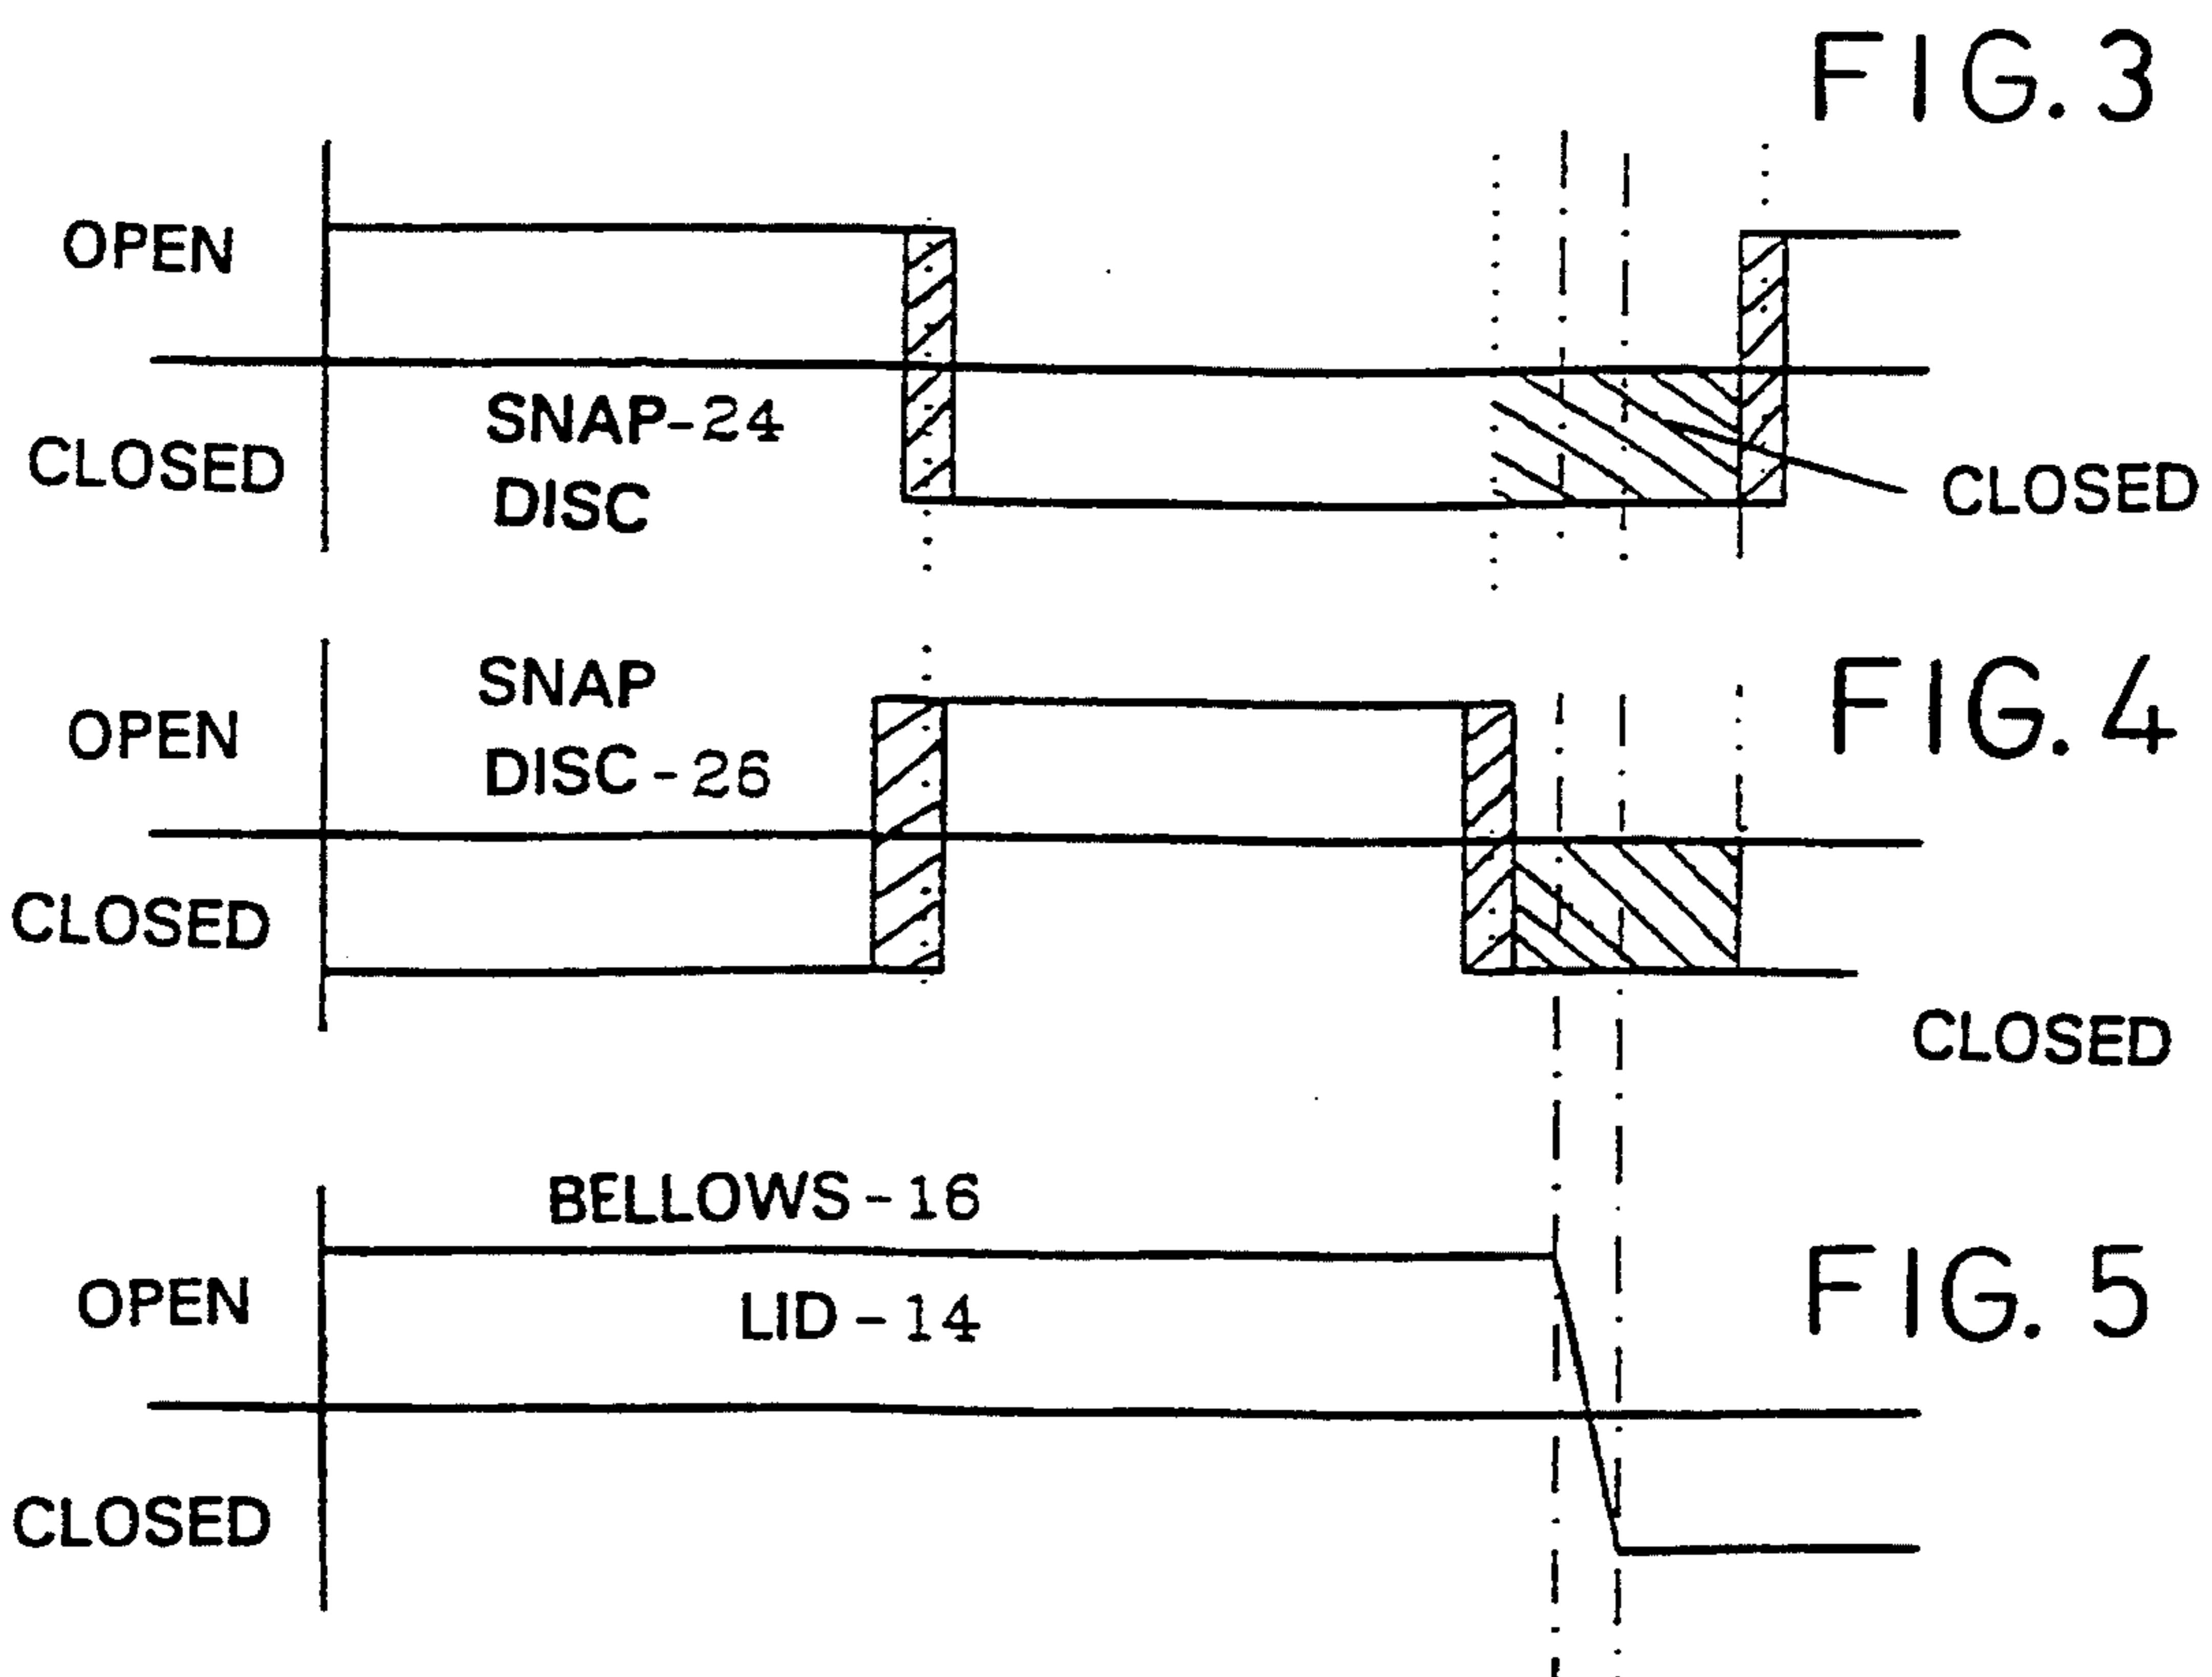 FIG. 3
OPEN
SNAP-24
CLOSED
DISC
CLOSED
SNAP
FIG. 4
OPEN
DISC-26
CLOSED
CLOSED
BELLOWS-16
FIG. 5
OPEN
LID-14
CLOSED